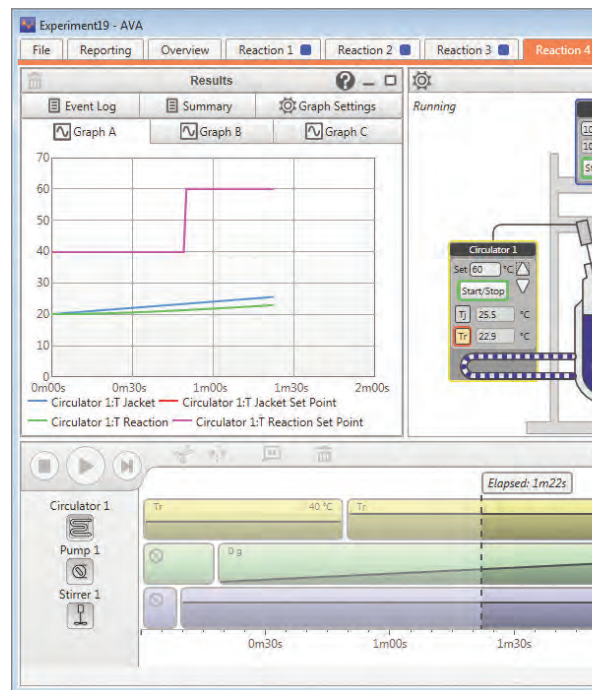 Experiment19 - AVA
File Reporting Overview Reaction 1 Reaction 2 Reaction 3 Reaction 4
Results
Event Log Summary Graph Settings
Graph A Graph B Graph C
70
60
50
40
30
20
10
0
0m00s 0m30s 1m00s 1m30s 2m00s
Circulator 1:T Jacket Circulator 1:T Jacket Set Point
Circulator 1:T Reaction Circulator 1:T Reaction Set Point
Running
10
10
St
Circulator 1
Set 60 °C
Start/Stop
Tj 25.5 °C
Tr 22.9 °C
Elapsed: 1m22s
Circulator 1
Tr 40 °C Tr
Pump 1
0 g
Stirrer 1
0m30s 1m00s 1m30s